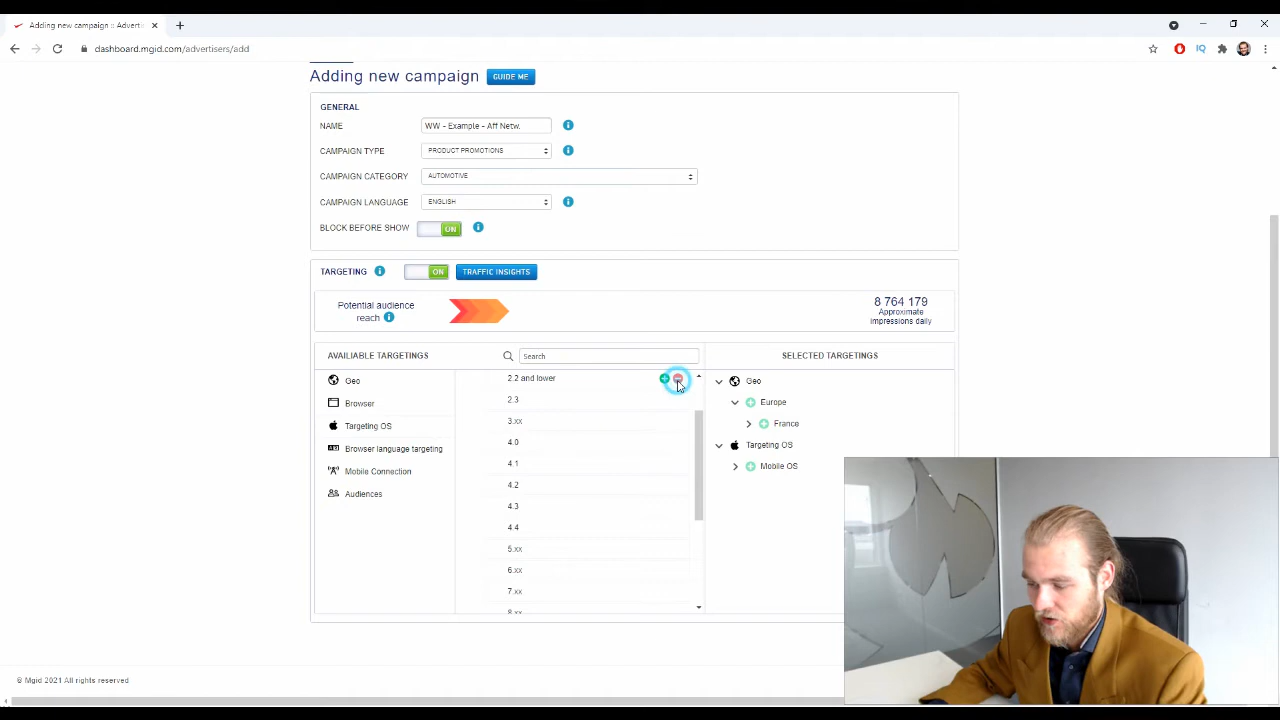 Adding new campaign :: Adverti
dashboard.mgid.com/advertisers/add
Adding new campaign GUIDE ME
GENERAL
NAME WW - Example - Aff Netw.
CAMPAIGN TYPE PRODUCT PROMOTIONS
CAMPAIGN CATEGORY AUTOMOTIVE
CAMPAIGN LANGUAGE ENGLISH
BLOCK BEFORE SHOW ON
TARGETING ON TRAFFIC INSIGHTS
Potential audience
reach
8 764 179
Approximate
impressions daily
AVAILIABLE TARGETINGS
Search
SELECTED TARGETINGS
Geo
Browser
Targeting OS
Browser language targeting
Mobile Connection
Audiences
2.2 and lower
2.3
3.xx
4.0
4.1
4.2
4.3
4.4
5.xx
6.xx
7.xx
8.xx
Geo
Europe
France
Targeting OS
Mobile OS
© Mgid 2021 All rights reserved